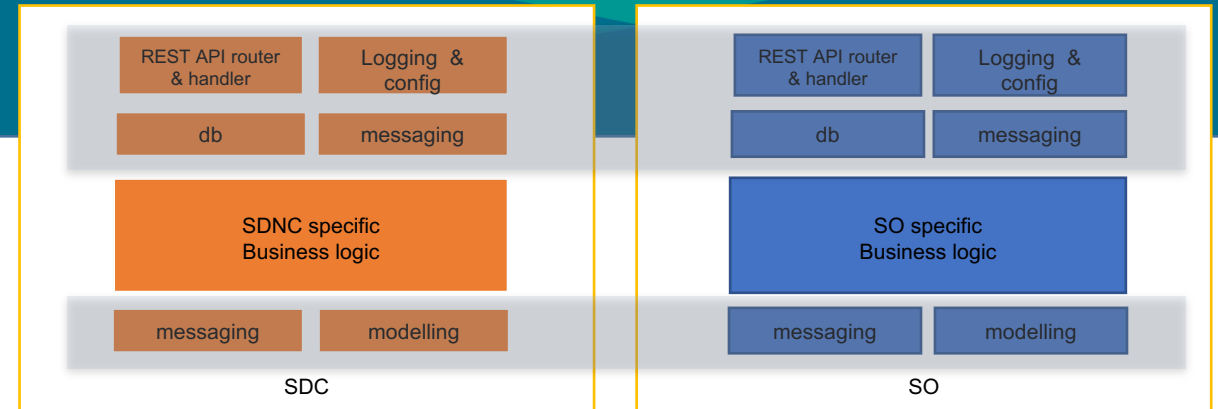 REST API router
& handler
Logging &
config
db
messaging
SDNC specific
Business logic
messaging
modelling
SDC
REST API router
& handler
Logging &
config
db
messaging
SO specific
Business logic
messaging
modelling
SO